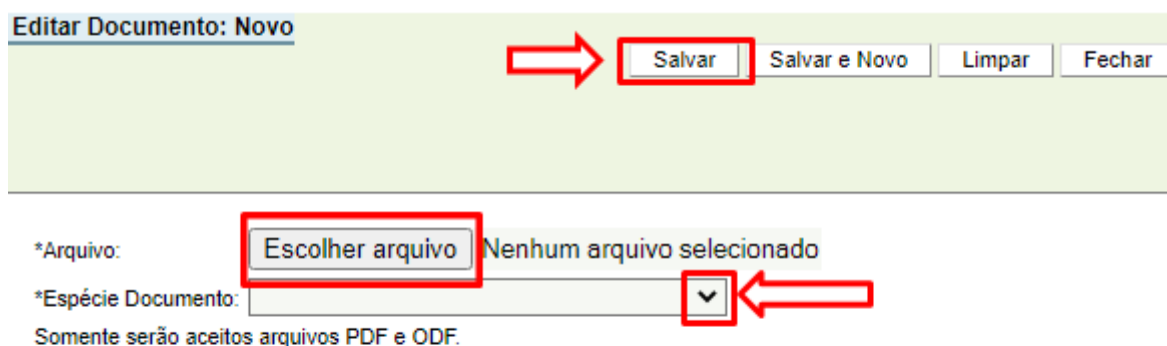 Editar Documento: Novo
Salvar Salvar e Novo Limpar Fechar
*Arquivo: Escolher arquivo Nenhum arquivo selecionado
*Espécie Documento:
Somente serão aceitos arquivos PDF e ODF.